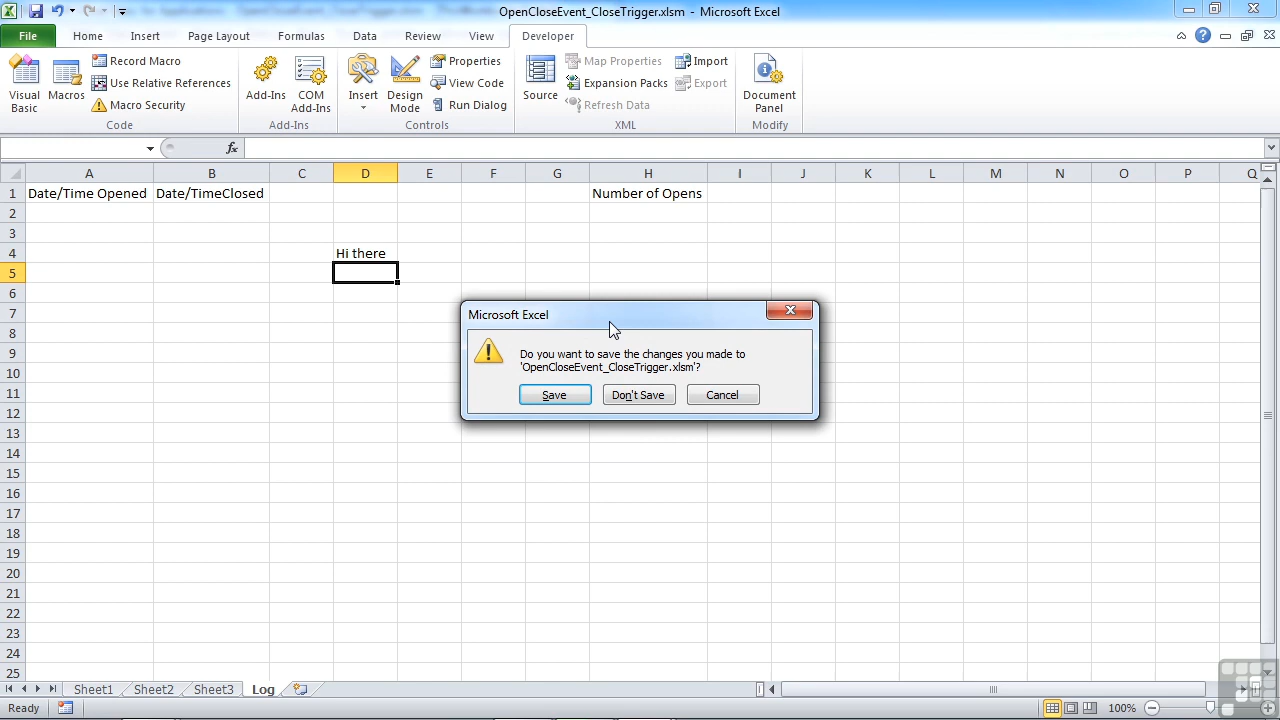 OpenCloseEvent_CloseTrigger.xlsm - Microsoft Excel
File Home Insert Page Layout Formulas Data Review View Developer
Visual Basic
Macros
Record Macro
Use Relative References
Macro Security
Code
Add-Ins
COM Add-Ins
Add-Ins
Insert
Design Mode
Properties
View Code
Run Dialog
Controls
Source
Map Properties
Expansion Packs
Refresh Data
Import
Export
XML
Document Panel
Modify
fx
A B C D E F G H I J K L M N O P Q
1 Date/Time Opened Date/TimeClosed Number of Opens
2
3
4 Hi there
5
6
7
8
9
10
11
12
13
14
15
16
17
18
19
20
21
22
23
24
25
Microsoft Excel
Do you want to save the changes you made to
'OpenCloseEvent_CloseTrigger.xlsm'?
Save Don't Save Cancel
Sheet1 Sheet2 Sheet3 Log
Ready 100%